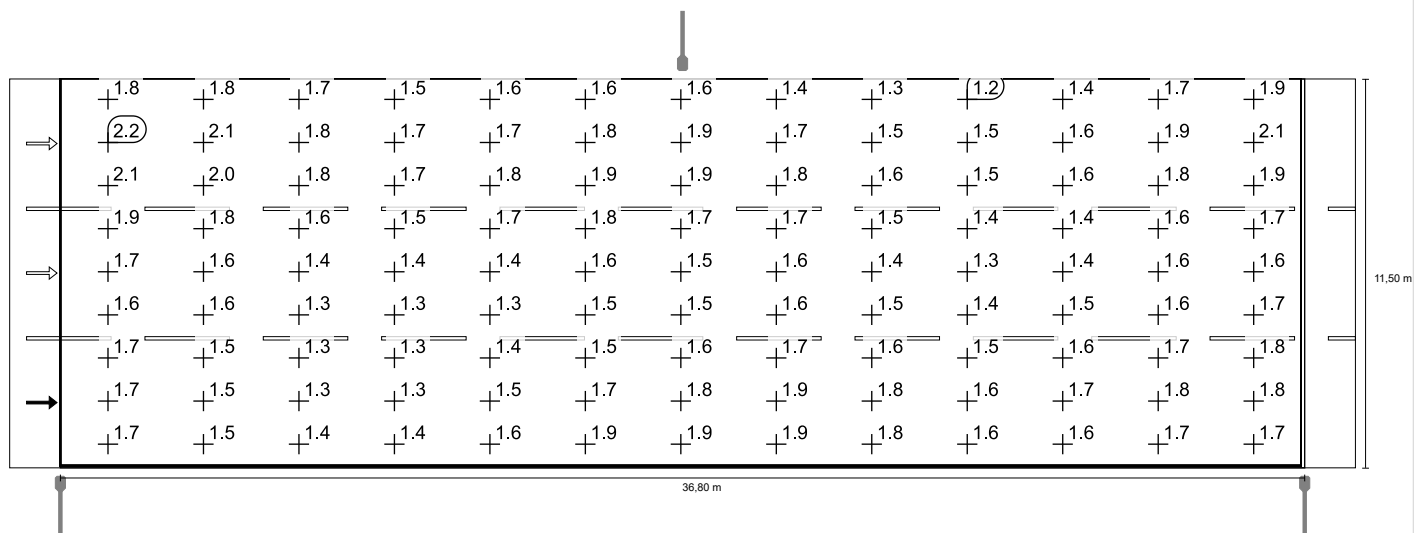 1.8 1.8 1.7 1.5 1.6 1.6 1.6 1.4 1.3 1.2 1.4 1.7 1.9
2.2 2.1 1.8 1.7 1.7 1.8 1.9 1.7 1.5 1.5 1.6 1.9 2.1
2.1 2.0 1.8 1.7 1.8 1.9 1.9 1.8 1.6 1.5 1.6 1.8 1.9
1.9 1.8 1.6 1.5 1.7 1.8 1.7 1.7 1.5 1.4 1.4 1.6 1.7
1.7 1.6 1.4 1.4 1.4 1.6 1.5 1.6 1.4 1.3 1.4 1.6 1.6
11,50 m
1.6 1.6 1.3 1.3 1.3 1.5 1.5 1.6 1.5 1.4 1.5 1.6 1.7
1.7 1.5 1.3 1.3 1.4 1.5 1.6 1.7 1.6 1.5 1.6 1.7 1.8
1.7 1.5 1.3 1.3 1.5 1.7 1.8 1.9 1.8 1.6 1.7 1.8 1.8
1.7 1.5 1.4 1.4 1.6 1.9 1.9 1.9 1.8 1.6 1.6 1.7 1.7
36,80 m